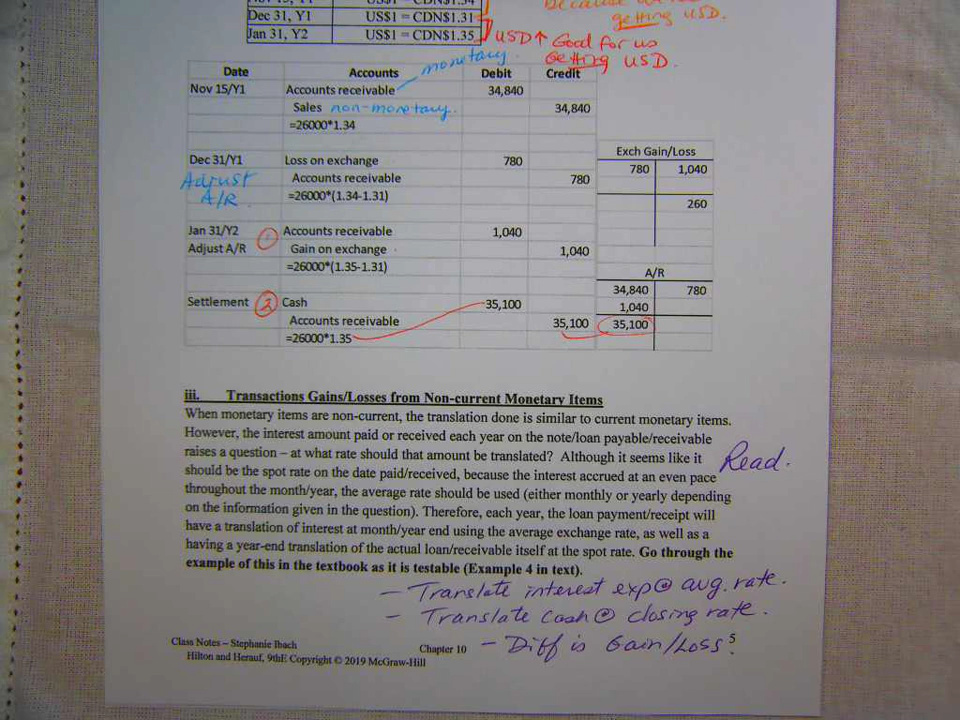 getting USD.
Dec 31, Y1 US$1 = CDN$1.31
Jan 31, Y2 US$1 = CDN$1.35 USD↑ Good for us
Getting USD.
monetary
Date Accounts Debit Credit
Nov 15/Y1 Accounts receivable 34,840
Sales non-monetary. 34,840
=26000*1.34
Exch Gain/Loss
Dec 31/Y1 Loss on exchange 780 780 1,040
Adjust Accounts receivable 780
A/R =26000*(1.34-1.31) 260
Jan 31/Y2 ① Accounts receivable 1,040
Adjust A/R Gain on exchange 1,040
=26000*(1.35-1.31) A/R
34,840 780
Settlement ② Cash 35,100 1,040
Accounts receivable 35,100 35,100
=26000*1.35
iii. Transactions Gains/Losses from Non-current Monetary Items
When monetary items are non-current, the translation done is similar to current monetary items.
However, the interest amount paid or received each year on the note/loan payable/receivable
raises a question – at what rate should that amount be translated? Although it seems like it Read.
should be the spot rate on the date paid/received, because the interest accrued at an even pace
throughout the month/year, the average rate should be used (either monthly or yearly depending
on the information given in the question). Therefore, each year, the loan payment/receipt will
have a translation of interest at month/year end using the average exchange rate, as well as a
having a year-end translation of the actual loan/receivable itself at the spot rate. Go through the
example of this in the textbook as it is testable (Example 4 in text).
- Translate interest exp @ avg. rate.
- Translate Cash @ closing rate.
- Diff is Gain/Loss.
5
Class Notes – Stephanie Ibach Chapter 10
Hilton and Herauf, 9thE Copyright © 2019 McGraw-Hill